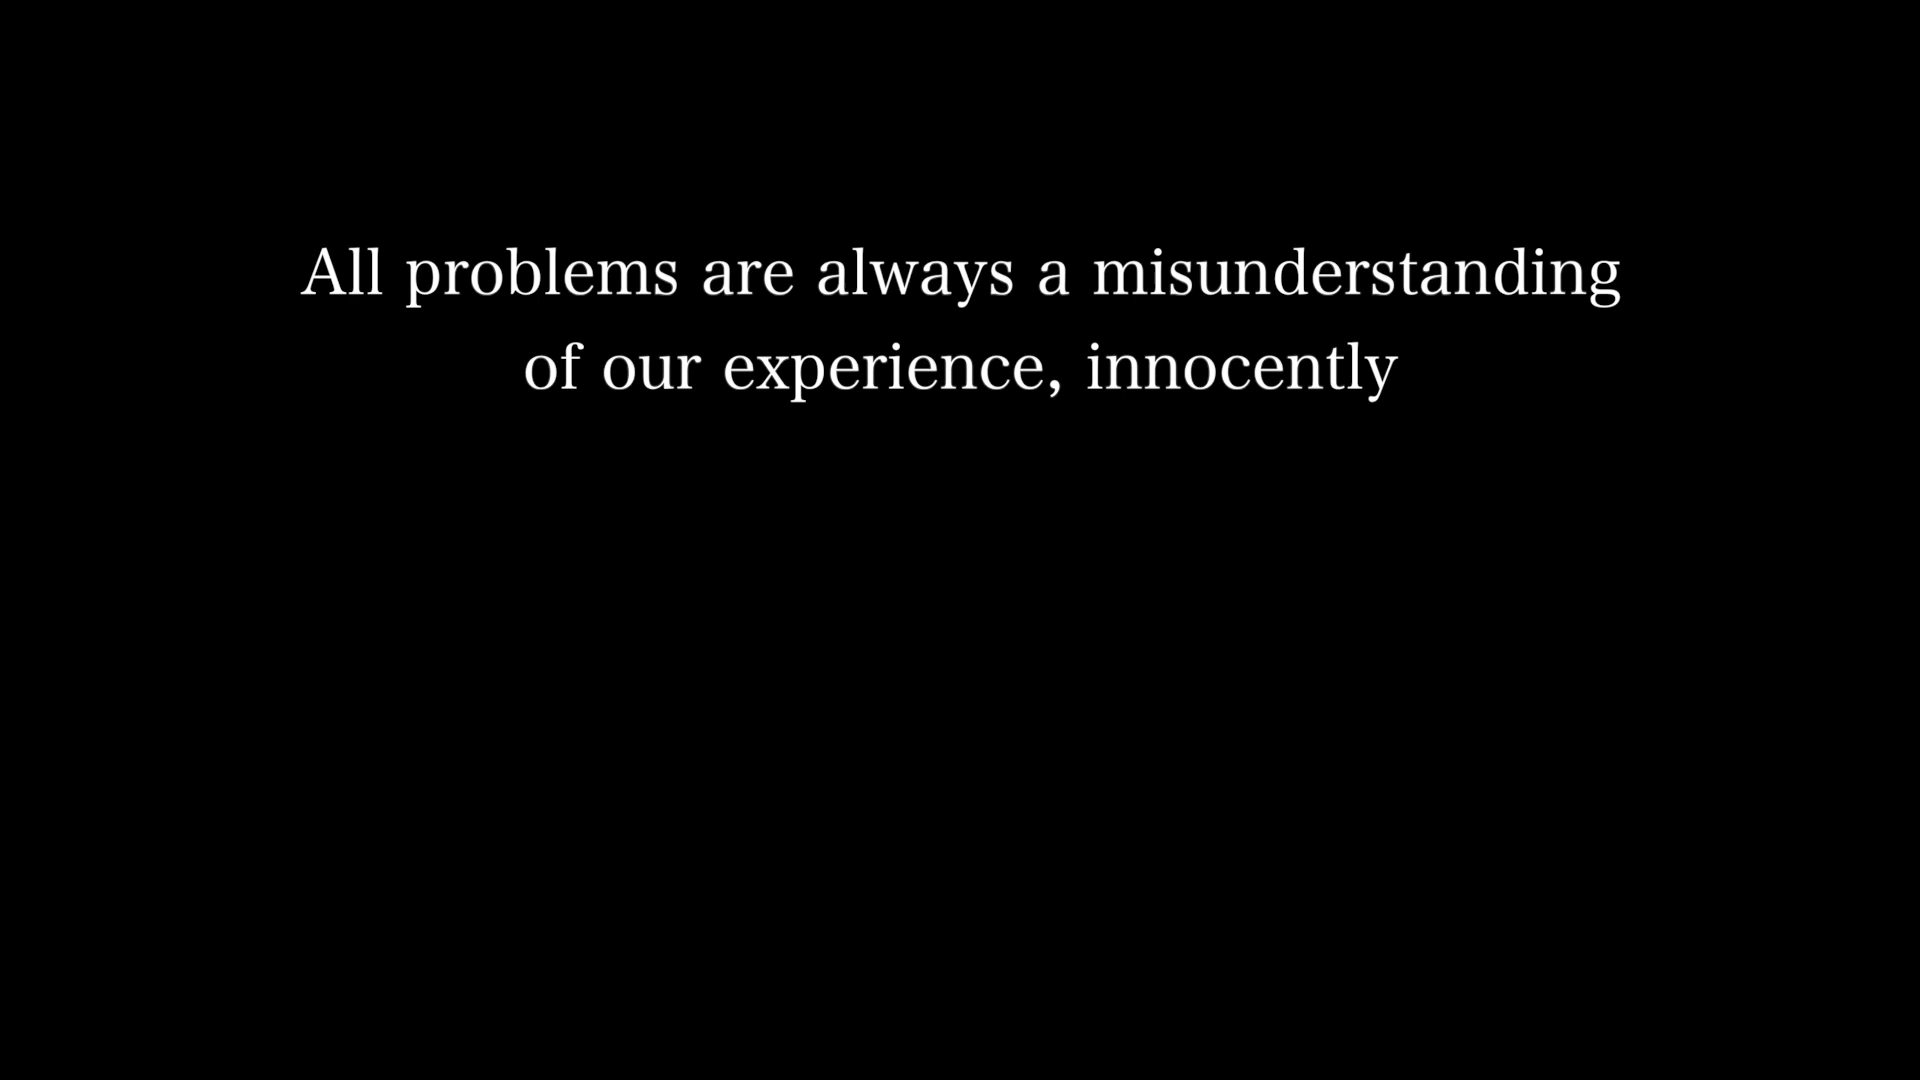 All problems are always a misunderstanding
of our experience, innocently